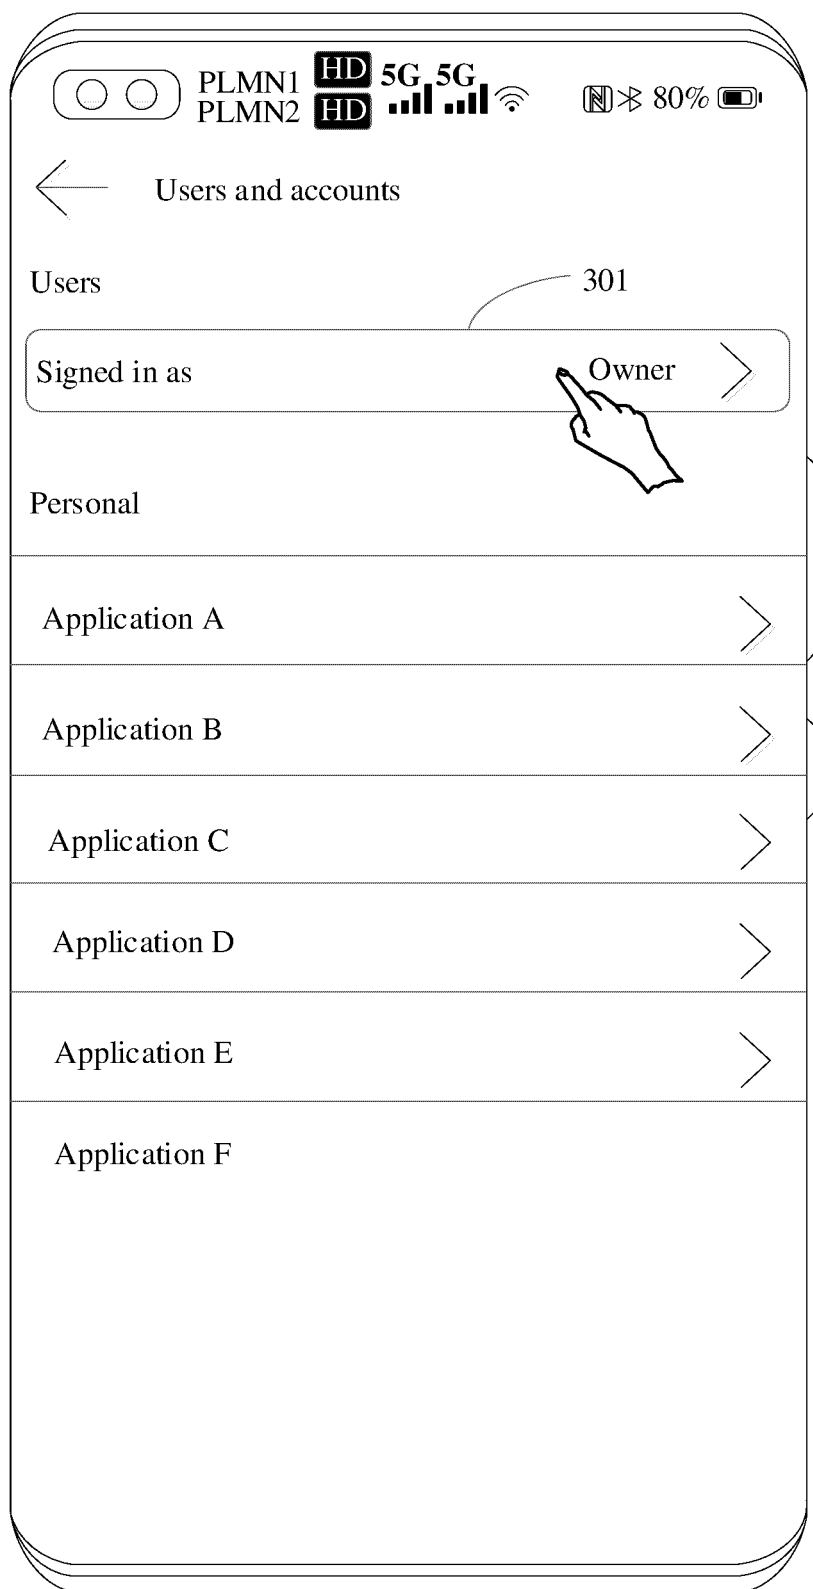 PLMN1 HD 5G 5G
PLMN2 HD 80%
Users and accounts
Users 301
Signed in as Owner
Personal
Application A
Application B
Application C
Application D
Application E
Application F